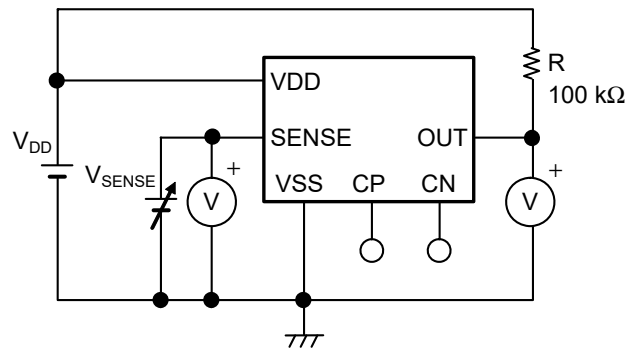 R
100 kΩ
VDD
V_DD
SENSE
OUT
V_SENSE
+
V
VSS
CP
CN
+
V